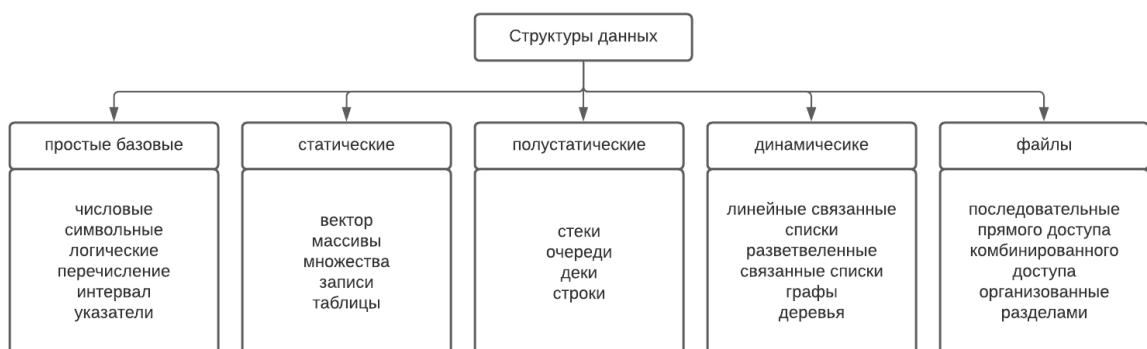 Структуры данных
простые базовые
числовые
символьные
логические
перечисление
интервал
указатели
статические
вектор
массивы
множества
записи
таблицы
полустатические
стеки
очереди
деки
строки
динамичесике
линейные связанные
списки
разветвеленные
связанные списки
графы
деревья
файлы
последовательные
прямого доступа
комбинированного
доступа
организованные
разделами